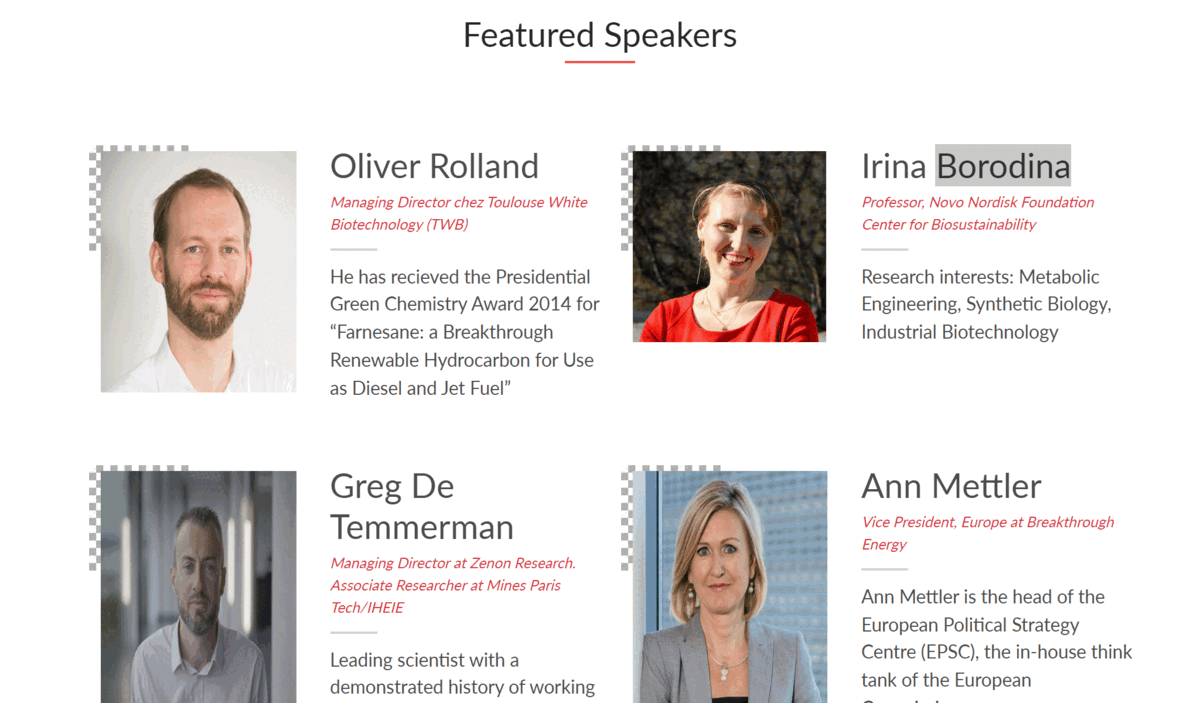 Featured Speakers
Oliver Rolland
Managing Director chez Toulouse White
Biotechnology (TWB)
He has recieved the Presidential
Green Chemistry Award 2014 for
“Farnesane: a Breakthrough
Renewable Hydrocarbon for Use
as Diesel and Jet Fuel”
Irina Borodina
Professor, Novo Nordisk Foundation
Center for Biosustainability
Research interests: Metabolic
Engineering, Synthetic Biology,
Industrial Biotechnology
Greg De
Temmerman
Managing Director at Zenon Research.
Associate Researcher at Mines Paris
Tech/IHEIE
Leading scientist with a
demonstrated history of working
Ann Mettler
Vice President, Europe at Breakthrough
Energy
Ann Mettler is the head of the
European Political Strategy
Centre (EPSC), the in-house think
tank of the European